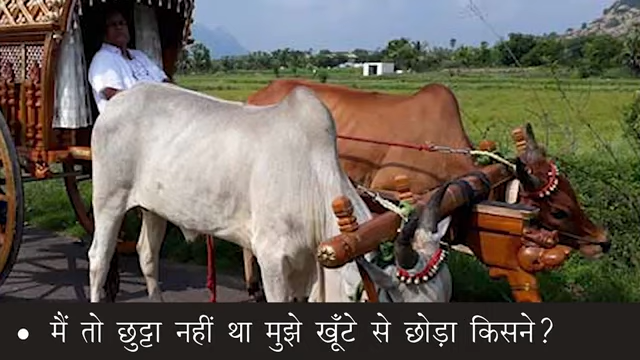 • मैं तो छुट्टा नहीं था मुझे खूँटे से छोड़ा किसने?